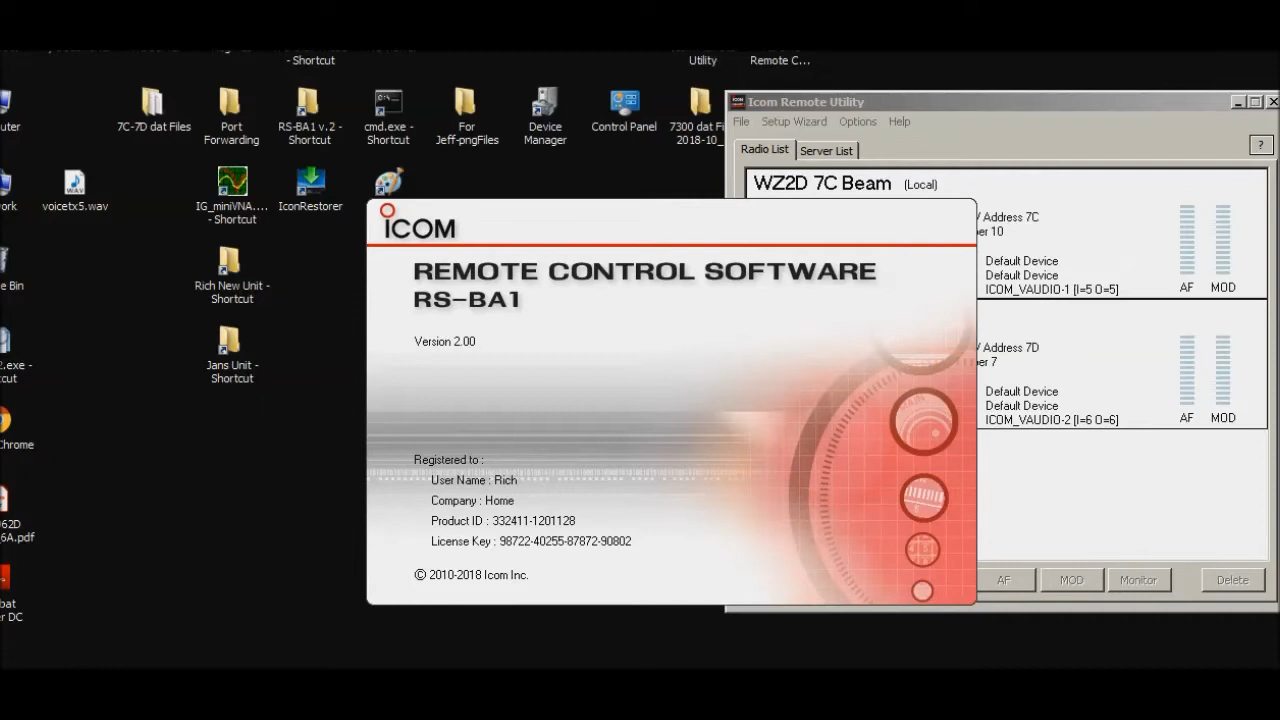 - Shortcut
Utility
Remote C...
7C-7D dat Files
Port
Forwarding
RS-BA1 v.2 -
Shortcut
cmd.exe -
Shortcut
For
Jeff-pngFiles
Device
Manager
Control Panel
7300 dat Fi
2018-10_
uter
ork
voicetx5.wav
IG_miniVNA....
- Shortcut
IconRestorer
e Bin
Rich New Unit -
Shortcut
2.exe -
cut
Jans Unit -
Shortcut
Chrome
062D
6A.pdf
bat
er DC
Icom Remote Utility
File Setup Wizard Options Help
Radio List Server List
?
WZ2D 7C Beam (Local)
/ Address 7C
er 10
Default Device
Default Device
ICOM_VAUDIO-1 [I=5 O=5] AF MOD
/ Address 7D
er 7
Default Device
Default Device
ICOM_VAUDIO-2 [I=6 O=6] AF MOD
AF MOD Monitor Delete
ICOM
REMOTE CONTROL SOFTWARE
RS-BA1
Version 2.00
Registered to :
User Name : Rich
Company : Home
Product ID : 332411-1201128
License Key : 98722-40255-87872-90802
© 2010-2018 Icom Inc.